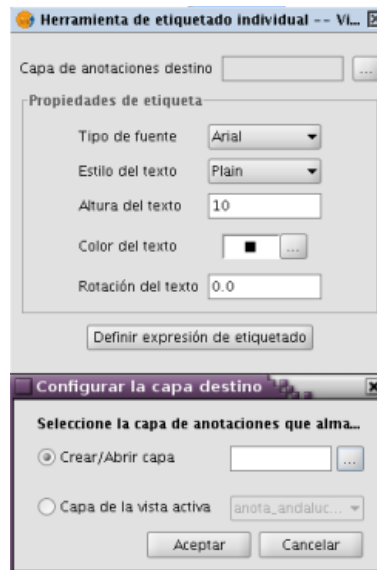 Herramienta de etiquetado individual -- Vi...
Capa de anotaciones destino ...
Propiedades de etiqueta
Tipo de fuente Arial
Estilo del texto Plain
Altura del texto 10
Color del texto ...
Rotación del texto 0.0
Definir expresión de etiquetado
Configurar la capa destino
Seleccione la capa de anotaciones que alma...
Crear/Abrir capa ...
Capa de la vista activa anota_andaluc...
Aceptar Cancelar